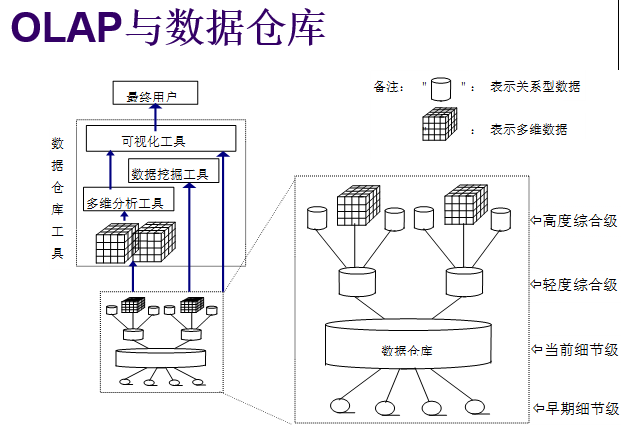 OLAP与数据仓库
备注： " "： 表示关系型数据
： 表示多维数据
最终用户
可视化工具
数据挖掘工具
多维分析工具
数据仓库工具
高度综合级
轻度综合级
数据仓库
当前细节级
早期细节级